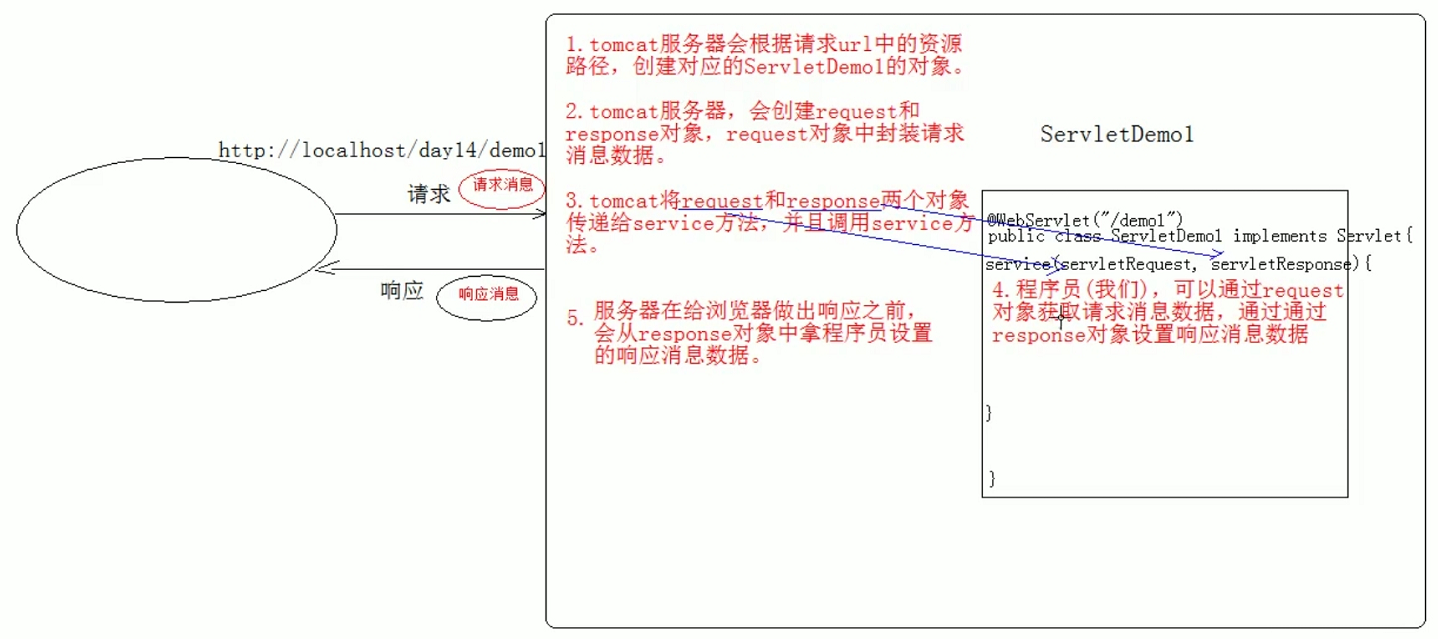 http://localhost/day14/demo1
请求
请求消息
响应
响应消息
1.tomcat服务器会根据请求url中的资源
路径，创建对应的ServletDemo1的对象。
2.tomcat服务器，会创建request和
response对象，request对象中封装请求
消息数据。
3.tomcat将request和response两个对象
传递给service方法，并且调用service方
法。
5.服务器在给浏览器做出响应之前，
会从response对象中拿程序员设置
的响应消息数据。
ServletDemo1
@WebServlet("/demo1")
public class ServletDemo1 implements Servlet{
service(servletRequest, servletResponse){
4.程序员(我们)，可以通过request
对象获取请求消息数据，通过通过
response对象设置响应消息数据
}
}